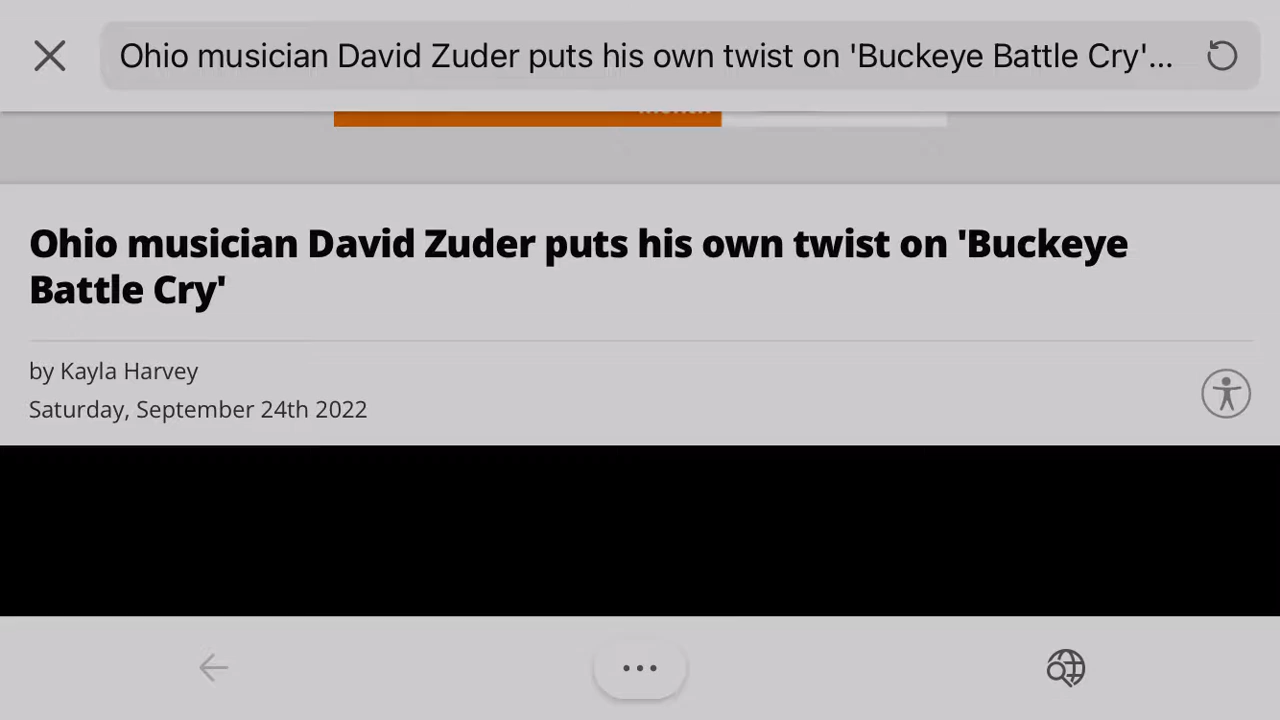 Ohio musician David Zuder puts his own twist on 'Buckeye Battle Cry'...
Ohio musician David Zuder puts his own twist on 'Buckeye
Battle Cry'
by Kayla Harvey
Saturday, September 24th 2022